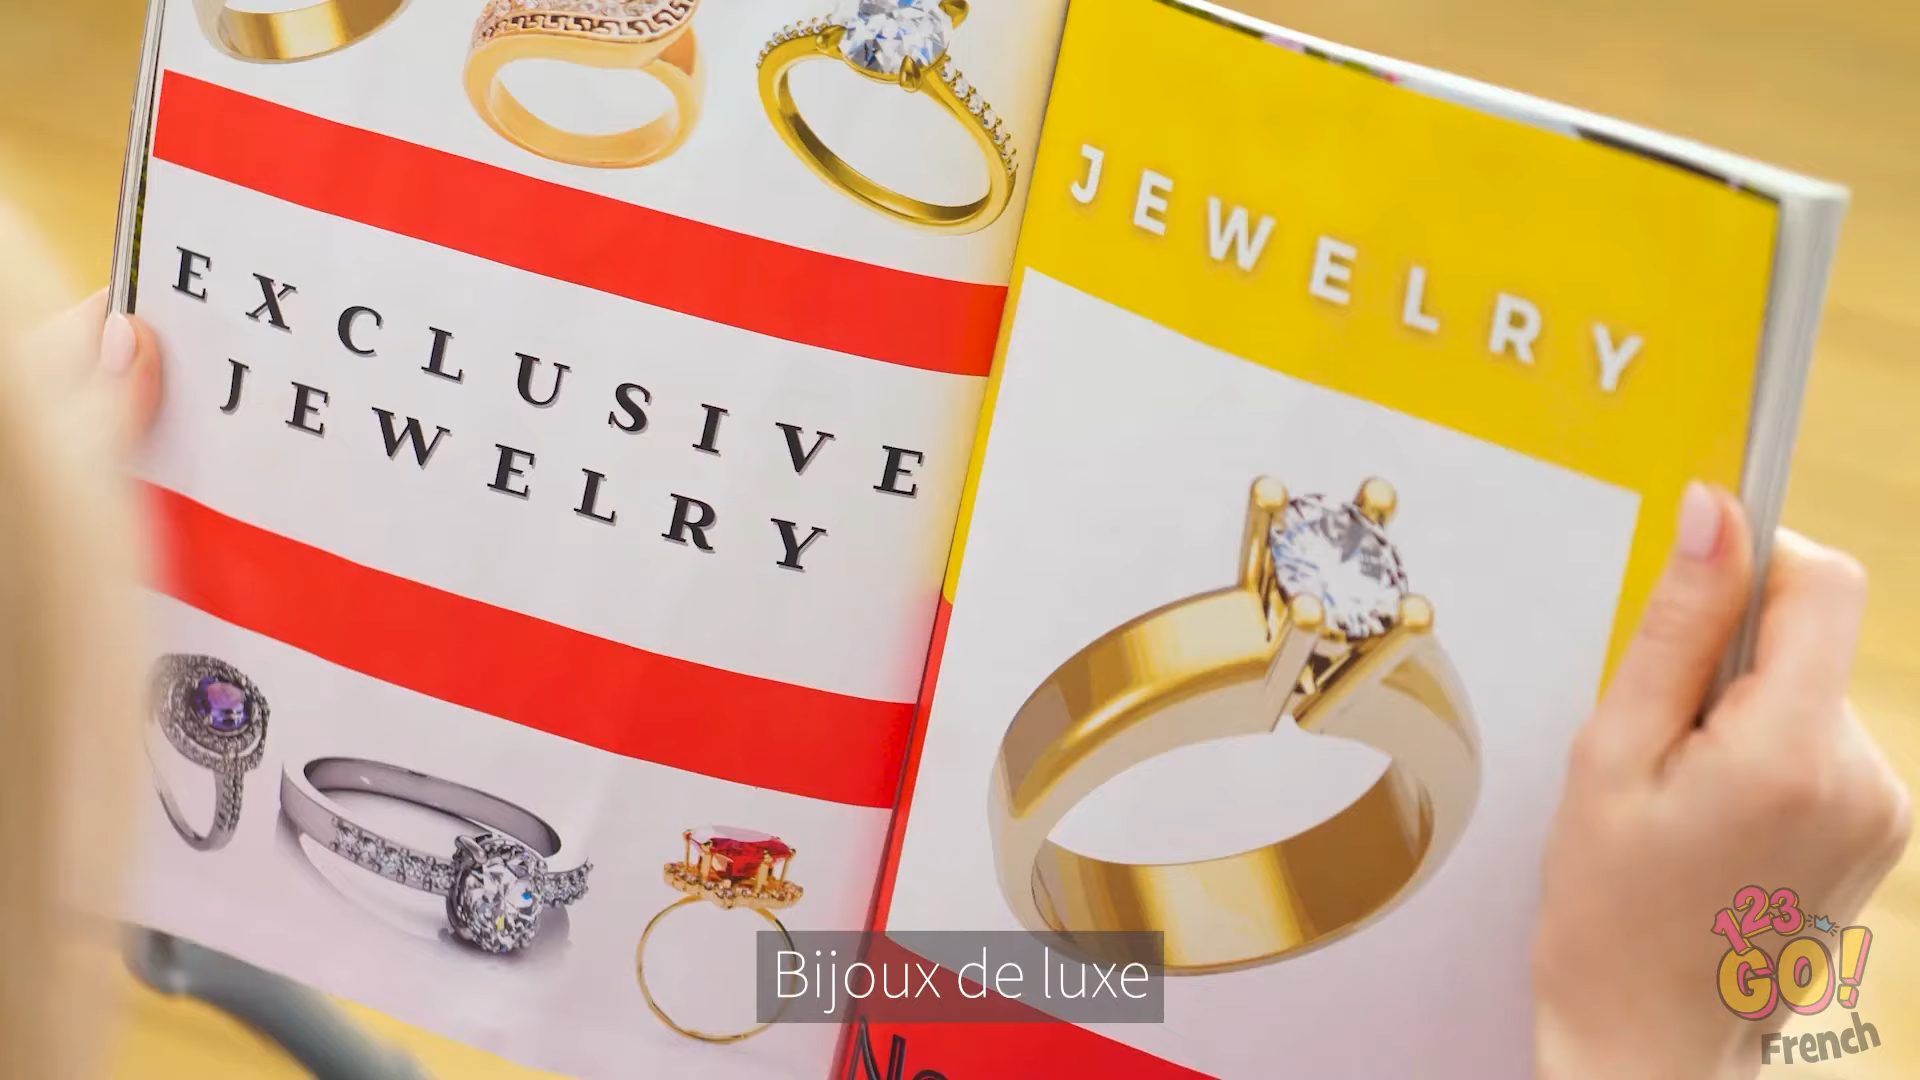 EXCLUSIVE
JEWELRY
JEWELRY
Bijoux de luxe
123
GO!
French